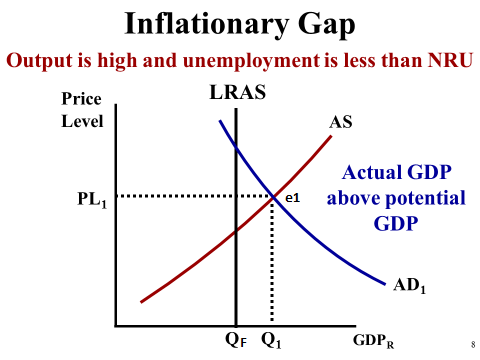 Inflationary Gap
Output is high and unemployment is less than NRU
LRAS
Price
Level
AS
Actual GDP
above potential
GDP
PL1
e1
AD1
QF
Q1
GDPR
8